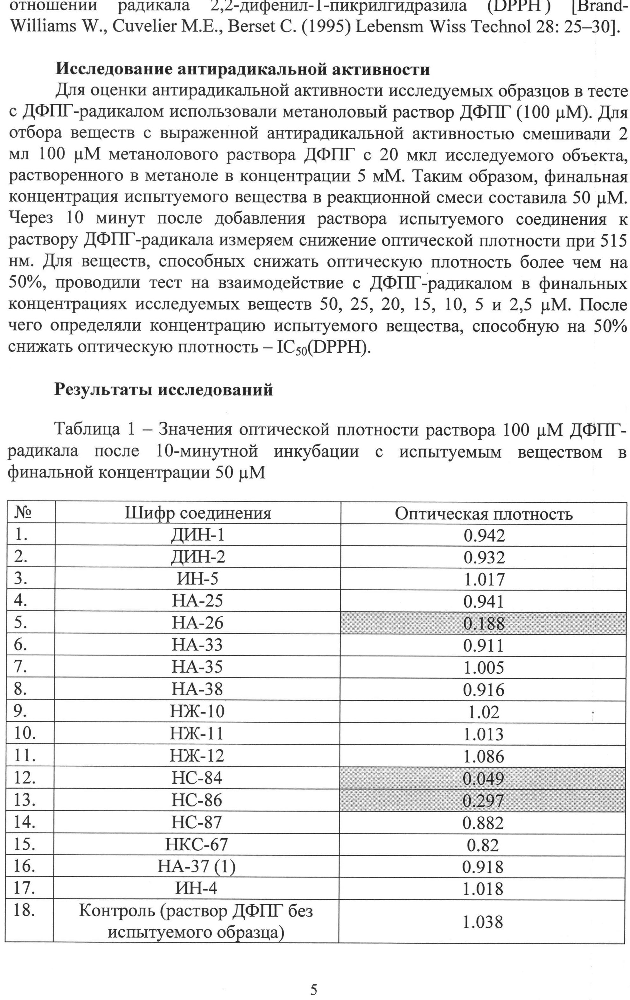 отношении радикала 2,2-дифенил-1-пикрилгидразила (DPPH˙) [Brand-
Williams W., Cuvelier M.E., Berset C. (1995) Lebensm Wiss Technol 28: 25–30].
Исследование антирадикальной активности
Для оценки антирадикальной активности исследуемых образцов в тесте
с ДФПГ-радикалом использовали метаноловый раствор ДФПГ (100 µM). Для
отбора веществ с выраженной антирадикальной активностью смешивали 2
мл 100 µM метанолового раствора ДФПГ с 20 мкл исследуемого объекта,
растворенного в метаноле в концентрации 5 мМ. Таким образом, финальная
концентрация испытуемого вещества в реакционной смеси составила 50 µM.
Через 10 минут после добавления раствора испытуемого соединения к
раствору ДФПГ-радикала измеряем снижение оптической плотности при 515
нм. Для веществ, способных снижать оптическую плотность более чем на
50%, проводили тест на взаимодействие с ДФПГ-радикалом в финальных
концентрациях исследуемых веществ 50, 25, 20, 15, 10, 5 и 2,5 µM. После
чего определяли концентрацию испытуемого вещества, способную на 50%
снижать оптическую плотность – IC₅₀(DPPH).
Результаты исследований
Таблица 1 – Значения оптической плотности раствора 100 µM ДФПГ-
радикала после 10-минутной инкубации с испытуемым веществом в
финальной концентрации 50 µM
№ Шифр соединения Оптическая плотность
1. ДИН-1 0.942
2. ДИН-2 0.932
3. ИН-5 1.017
4. НА-25 0.941
5. НА-26 0.188
6. НА-33 0.911
7. НА-35 1.005
8. НА-38 0.916
9. НЖ-10 1.02
10. НЖ-11 1.013
11. НЖ-12 1.086
12. НС-84 0.049
13. НС-86 0.297
14. НС-87 0.882
15. НКС-67 0.82
16. НА-37 (1) 0.918
17. ИН-4 1.018
18. Контроль (раствор ДФПГ без 1.038
испытуемого образца)
5